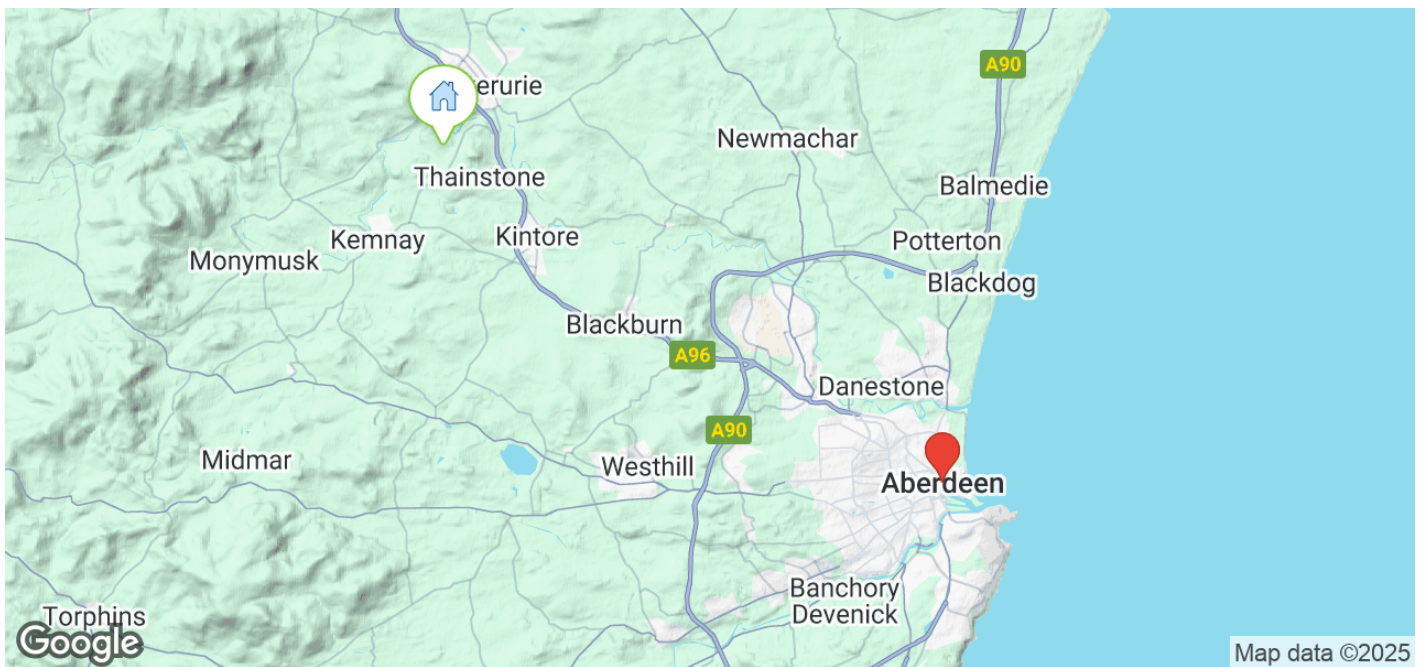 A90
erurie
Newmachar
Thainstone
Balmedie
Kemnay
Kintore
Potterton
Monymusk
Blackdog
Blackburn
A96
Danestone
A90
Midmar
Westhill
Aberdeen
Banchory
Devenick
Torphins
Google
Map data ©2025